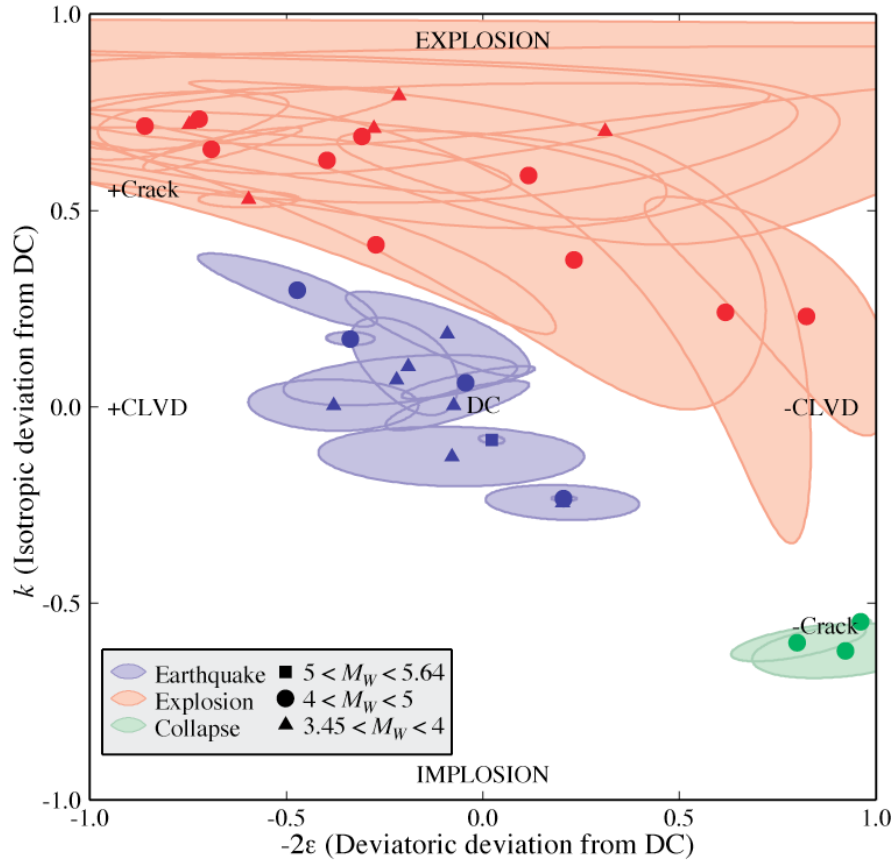 EXPLOSION
1.0
+Crack
0.5
k (Isotropic deviation from DC)
+CLVD
DC
-CLVD
0.0
-0.5
-Crack
Earthquake
Explosion
Collapse
5 < M_W < 5.64
4 < M_W < 5
3.45 < M_W < 4
IMPLOSION
-1.0
-1.0
-0.5
0.0
0.5
1.0
-2ε (Deviatoric deviation from DC)